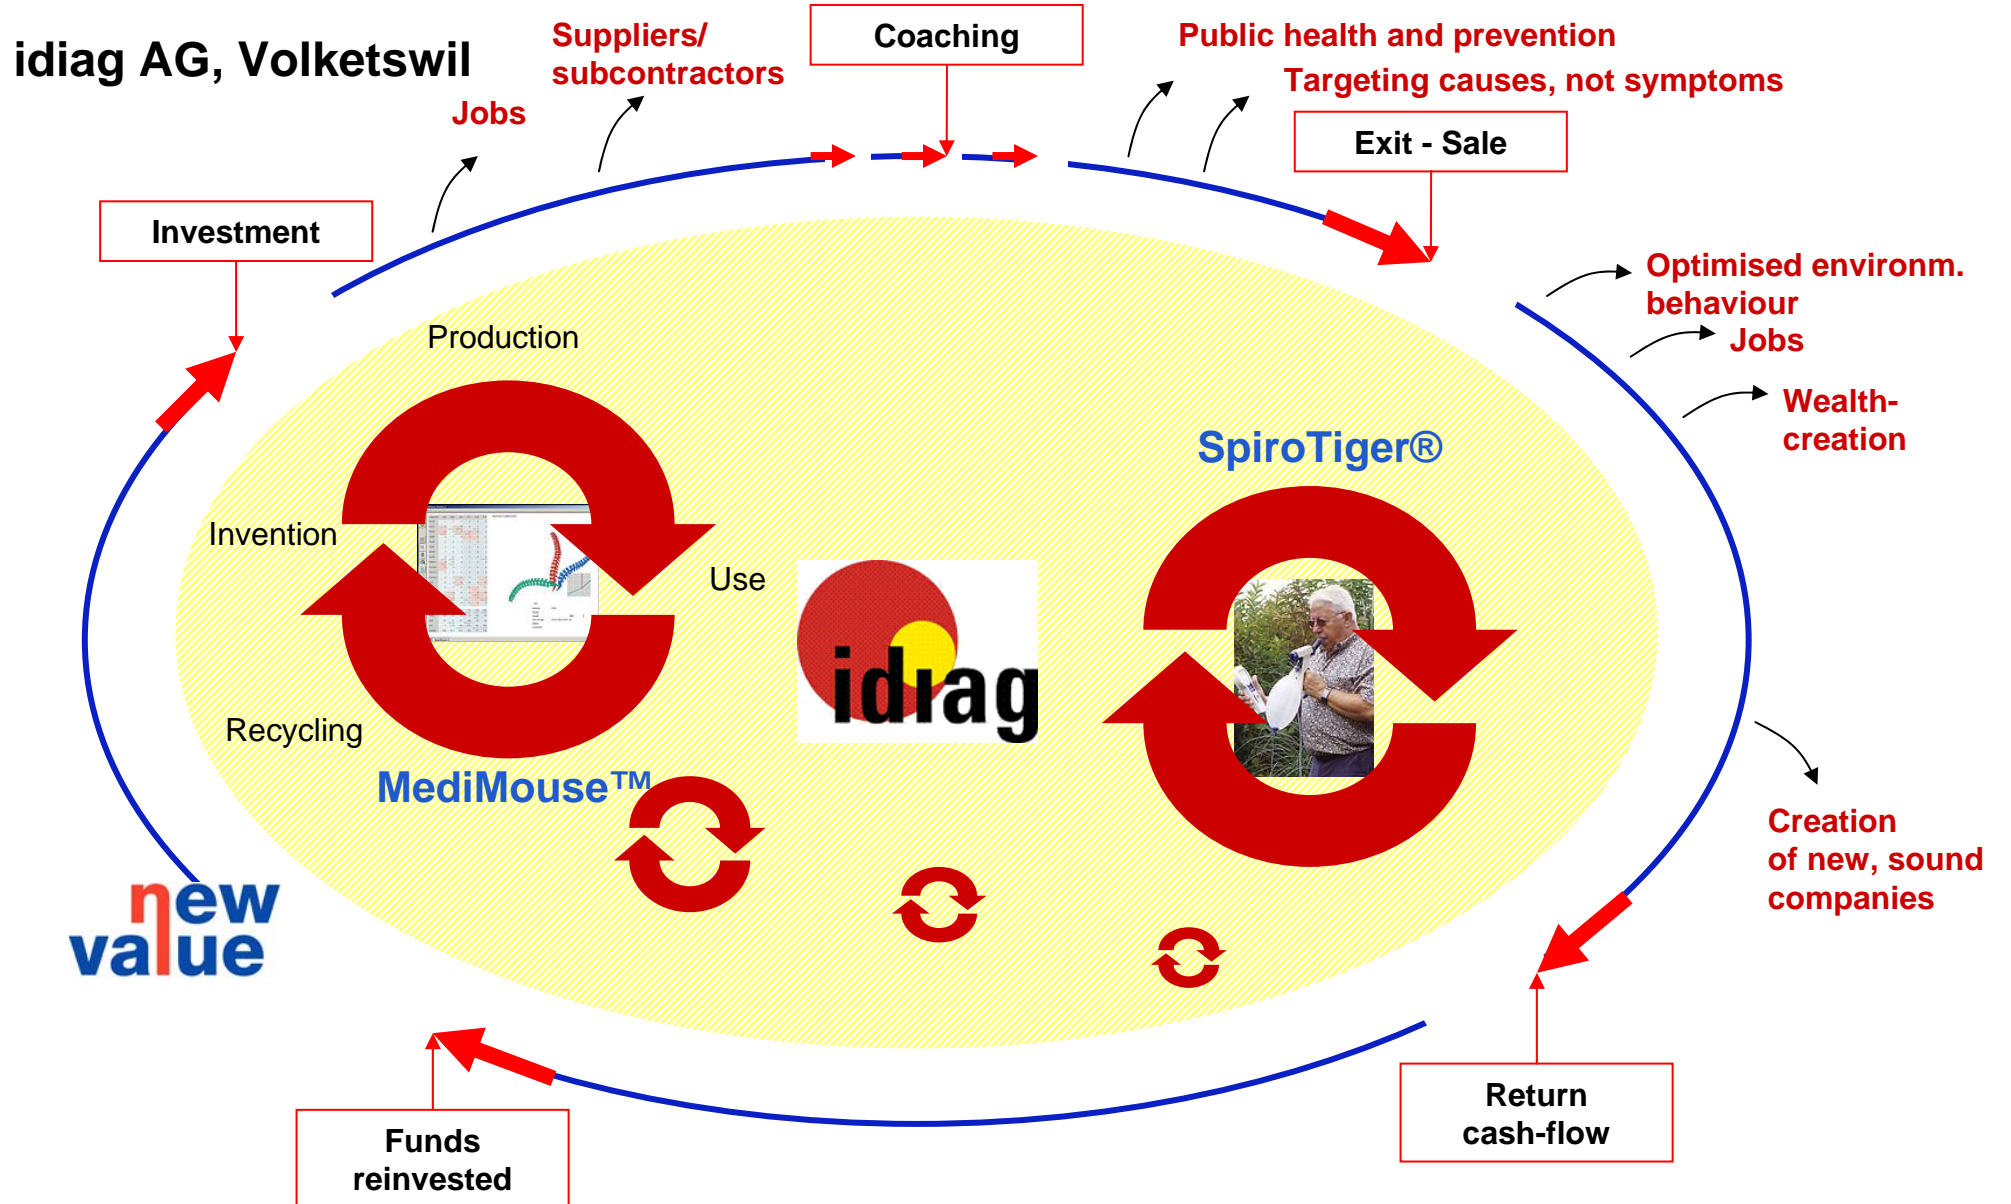 idiag AG, Volketswil
Suppliers/
subcontractors
Jobs
Coaching
Public health and prevention
Targeting causes, not symptoms
Exit - Sale
Investment
Optimised environm.
behaviour
Jobs
Wealth-
creation
Production
Invention
Use
Recycling
MediMouse™
SpiroTiger®
idiag
new
value
Creation
of new, sound
companies
Return
cash-flow
Funds
reinvested